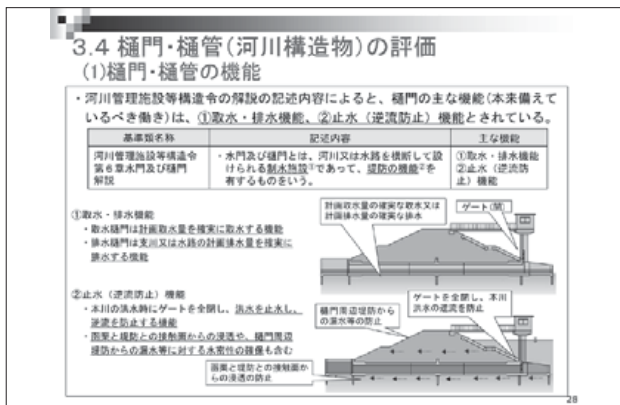 3.4 樋門・樋管(河川構造物)の評価
(1)樋門・樋管の機能
・河川管理施設等構造令の解説の記述内容によると、樋門の主な機能(本来備えて
いるべき働き)は、①取水・排水機能、②止水(逆流防止)機能とされている。
基準類名称 記述内容 主な機能
河川管理施設等構造令
第6章水門及び樋門
解説
・水門及び樋門とは、河川又は水路を横断して設
けられる制水施設①であって、堤防の機能②を
有するものをいう。
①取水・排水機能
②止水(逆流防
止)機能
①取水・排水機能
・取水樋門は計画取水量を確実に取水する機能
・排水樋門は支川又は水路の計画排水量を確実に
排水する機能
計画取水量の確実な取水又は
計画排水量の確実な排水
ゲート(開)
②止水(逆流防止)機能
・本川の洪水時にゲートを全閉し、洪水を止水し、
逆流を防止する機能
・函渠と堤防との接触面からの浸透や、樋門周辺
堤防からの漏水等に対する水密性の確保も含む
樋門周辺堤防から
の漏水等の防止
ゲートを全閉し、本川
洪水の逆流を防止
函渠と堤防との接触面か
らの浸透の防止
28